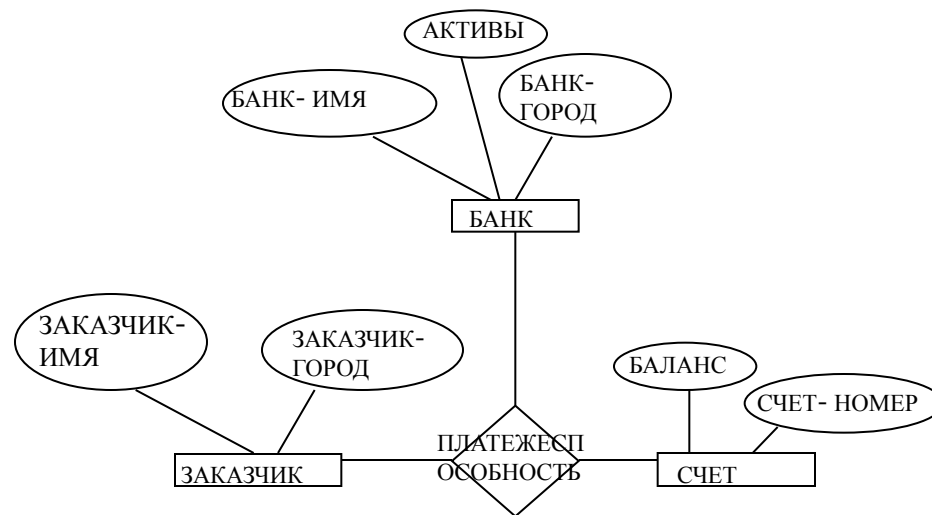 АКТИВЫ
БАНК- ИМЯ
БАНК-
ГОРОД
БАНК
ЗАКАЗЧИК-
ИМЯ
ЗАКАЗЧИК-
ГОРОД
БАЛАНС
СЧЕТ- НОМЕР
ПЛАТЕЖЕСП
ОСОБНОСТЬ
ЗАКАЗЧИК
СЧЕТ